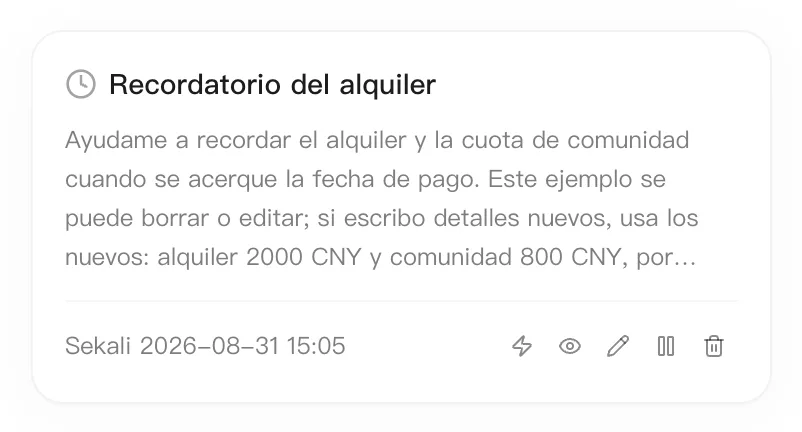 Recordatorio del alquiler
Ayudame a recordar el alquiler y la cuota de comunidad
cuando se acerque la fecha de pago. Este ejemplo se
puede borrar o editar; si escribo detalles nuevos, usa los
nuevos: alquiler 2000 CNY y comunidad 800 CNY, por...
Sekali 2026-08-31 15:05